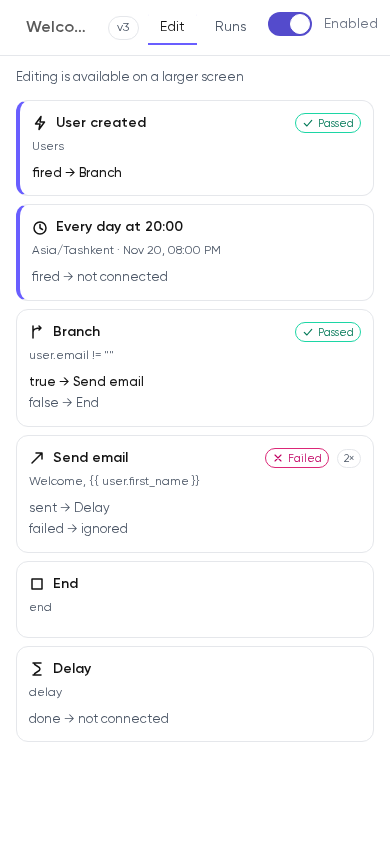 Welco...
v3
Edit
Runs
Enabled
Editing is available on a larger screen
User created
Passed
Users
fired → Branch
Every day at 20:00
Asia/Tashkent · Nov 20, 08:00 PM
fired → not connected
Branch
Passed
user.email != ""
true → Send email
false → End
Send email
Failed
2×
Welcome, {{ user.first_name }}
sent → Delay
failed → ignored
End
end
Delay
delay
done → not connected